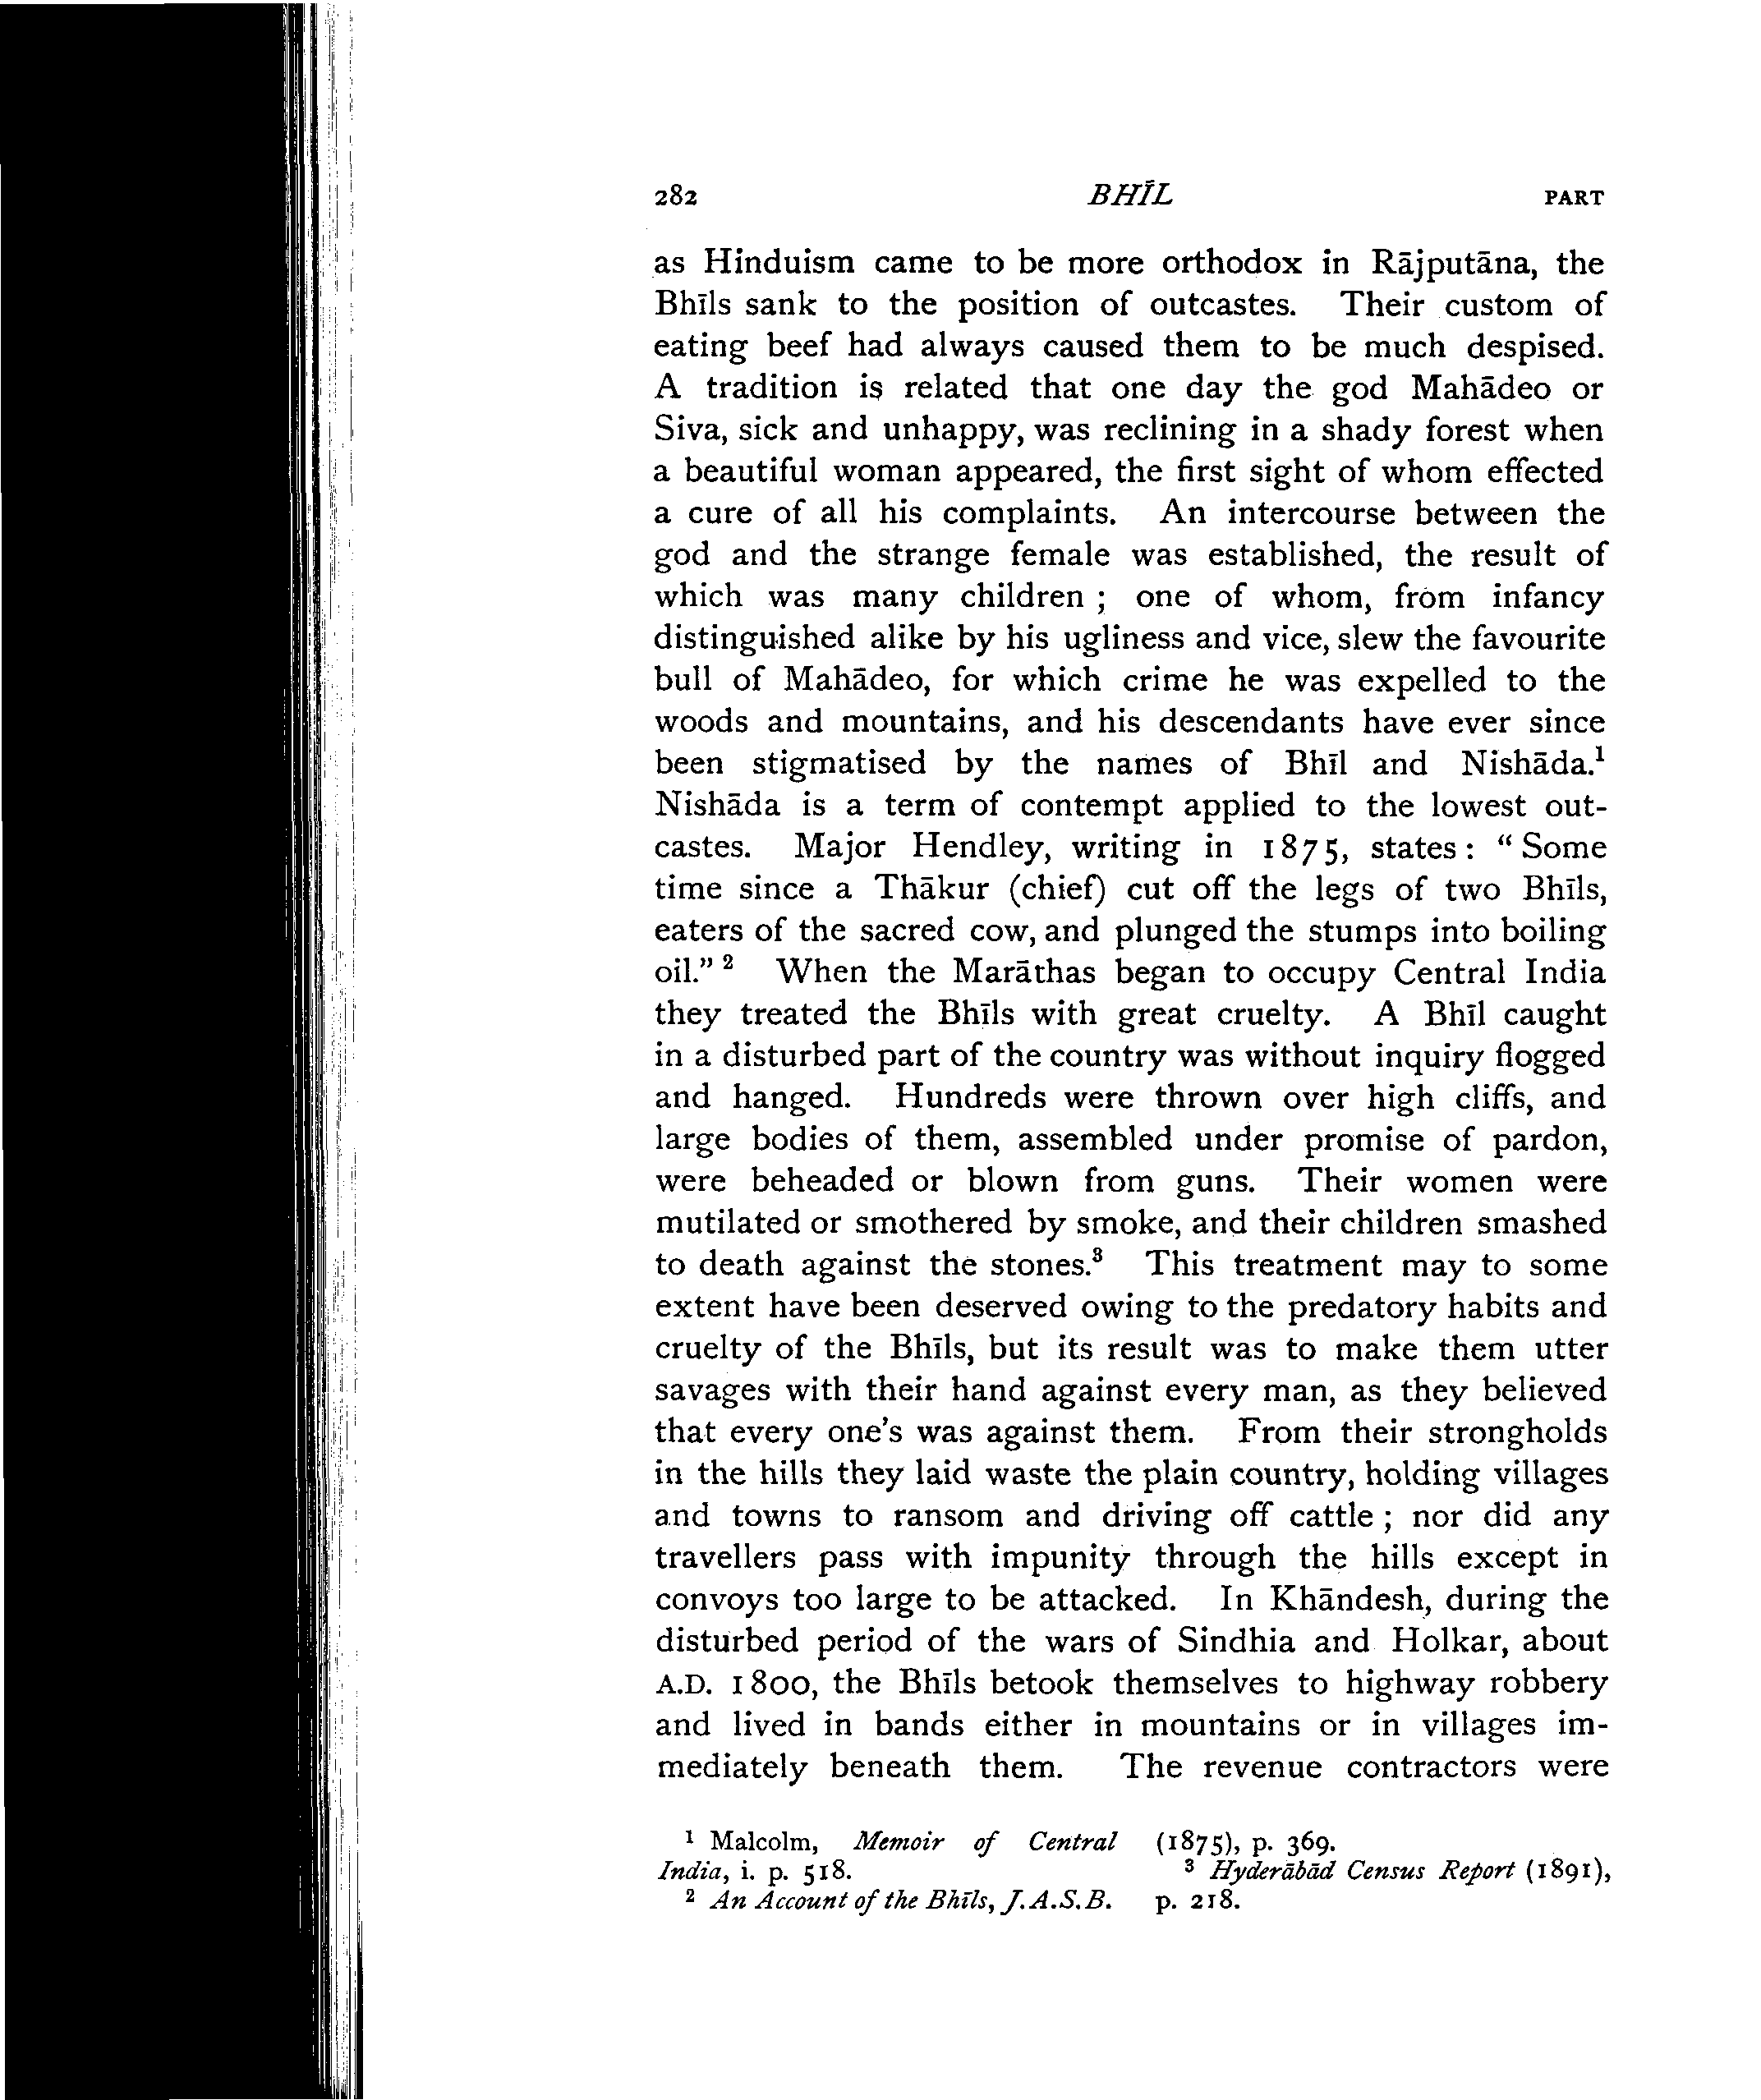 282 BHĪL PART
as Hinduism came to be more orthodox in Rājputāna, the
Bhīls sank to the position of outcastes. Their custom of
eating beef had always caused them to be much despised.
A tradition is related that one day the god Mahādeo or
Siva, sick and unhappy, was reclining in a shady forest when
a beautiful woman appeared, the first sight of whom effected
a cure of all his complaints. An intercourse between the
god and the strange female was established, the result of
which was many children ; one of whom, from infancy
distinguished alike by his ugliness and vice, slew the favourite
bull of Mahādeo, for which crime he was expelled to the
woods and mountains, and his descendants have ever since
been stigmatised by the names of Bhīl and Nishāda.¹
Nishāda is a term of contempt applied to the lowest out-
castes. Major Hendley, writing in 1875, states : “ Some
time since a Thākur (chief) cut off the legs of two Bhīls,
eaters of the sacred cow, and plunged the stumps into boiling
oil.” ² When the Marāthas began to occupy Central India
they treated the Bhīls with great cruelty. A Bhīl caught
in a disturbed part of the country was without inquiry flogged
and hanged. Hundreds were thrown over high cliffs, and
large bodies of them, assembled under promise of pardon,
were beheaded or blown from guns. Their women were
mutilated or smothered by smoke, and their children smashed
to death against the stones.³ This treatment may to some
extent have been deserved owing to the predatory habits and
cruelty of the Bhīls, but its result was to make them utter
savages with their hand against every man, as they believed
that every one's was against them. From their strongholds
in the hills they laid waste the plain country, holding villages
and towns to ransom and driving off cattle ; nor did any
travellers pass with impunity through the hills except in
convoys too large to be attacked. In Khāndesh, during the
disturbed period of the wars of Sindhia and Holkar, about
A.D. 1800, the Bhīls betook themselves to highway robbery
and lived in bands either in mountains or in villages im-
mediately beneath them. The revenue contractors were
¹ Malcolm, Memoir of Central
India, i. p. 518.
² An Account of the Bhīls, J.A.S.B.
(1875), p. 369.
³ Hyderābād Census Report (1891),
p. 218.